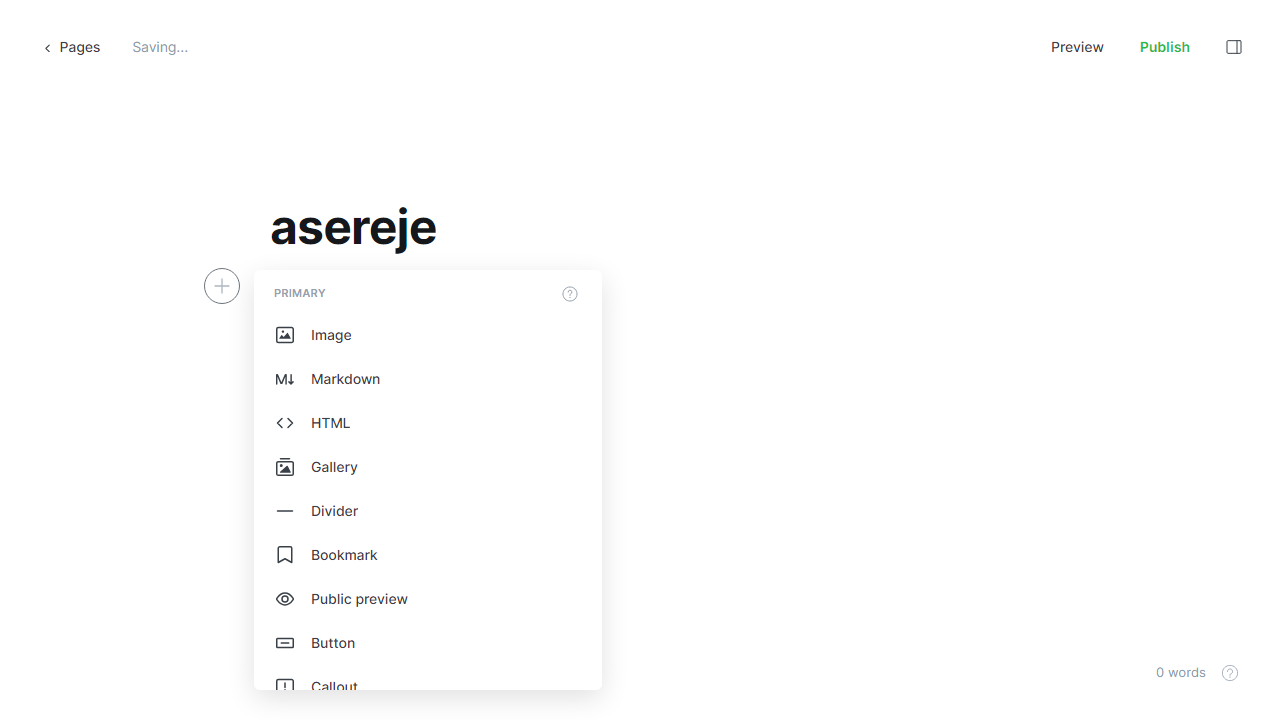 Pages
Saving...
Preview
Publish
asereje
PRIMARY
Image
Markdown
HTML
Gallery
Divider
Bookmark
Public preview
Button
Callout
0 words